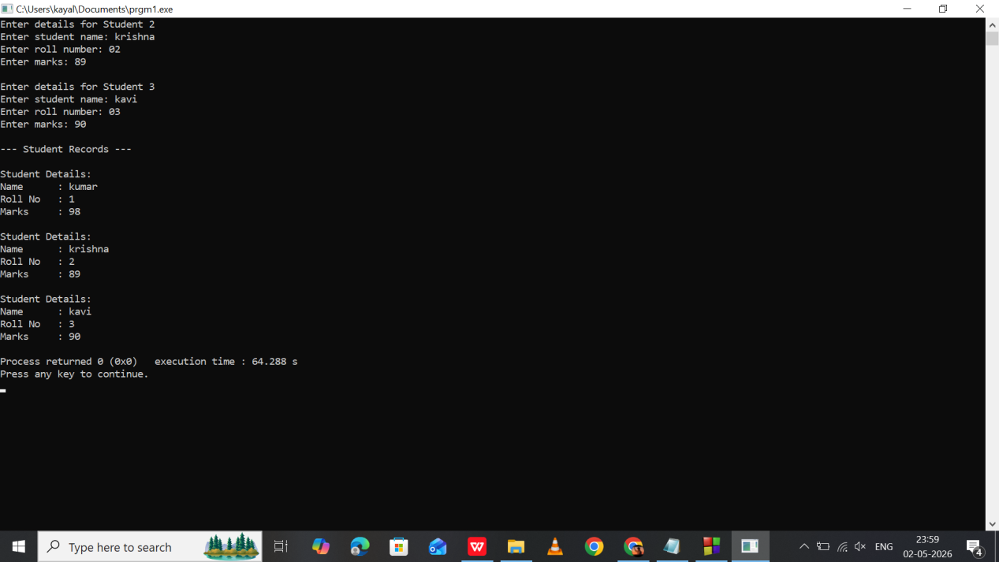 C:\Users\kayal\Documents\prgm1.exe
Enter details for Student 2
Enter student name: krishna
Enter roll number: 02
Enter marks: 89
Enter details for Student 3
Enter student name: kavi
Enter roll number: 03
Enter marks: 90
--- Student Records ---
Student Details:
Name      : kumar
Roll No   : 1
Marks     : 98
Student Details:
Name      : krishna
Roll No   : 2
Marks     : 89
Student Details:
Name      : kavi
Roll No   : 3
Marks     : 90
Process returned 0 (0x0)   execution time : 64.288 s
Press any key to continue.
Type here to search
W
ENG
23:59
02-05-2026
4